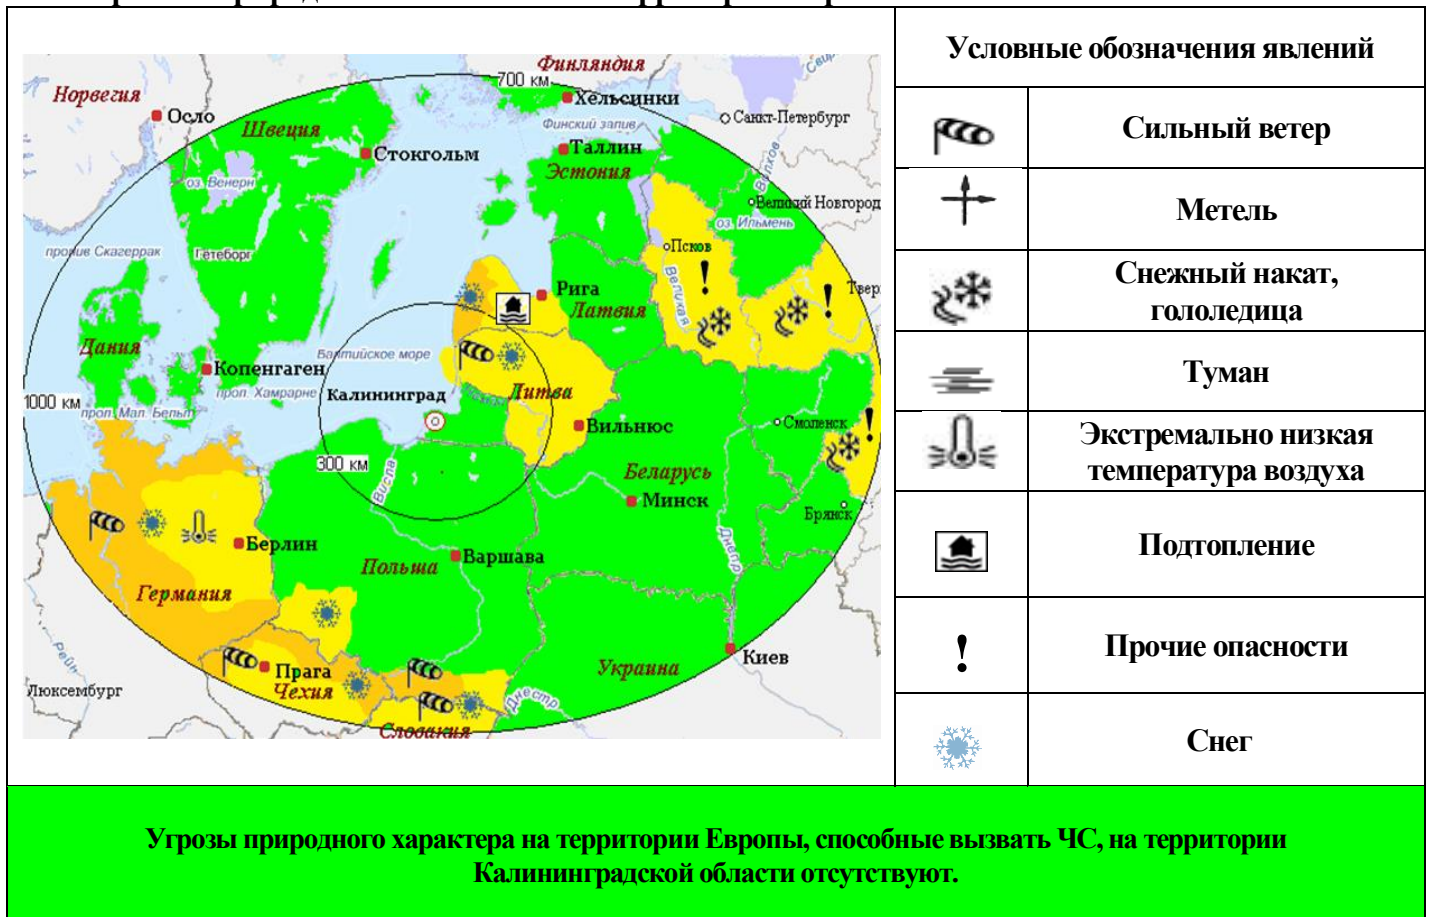 Условные обозначения явлений
Сильный ветер
Метель
Снежный накат,
гололедица
Туман
Экстремально низкая
температура воздуха
Подтопление
!
Прочие опасности
Снег
Финляндия
700 км
Норвегия
Хельсинки
Осло
Швеция
Финский залив
Санкт-Петербург
Стокгольм
Таллин
Эстония
Волхов
оз. Венерн
Великий Новгород
оз. Ильмень
прол. Скагеррак
Гетеборг
Псков
!
Великая
Рига
!
Твер
Латвия
Дания
Балтийское море
Копенгаген
прол. Хамрарне
Калининград
Литва
1000 км
прол. Мал. Бельт
Вильнюс
Смоленск
!
300 км
Висла
Беларусь
Минск
Брянск
Берлин
Варшава
Днепр
Польша
Германия
Рейн
Прага
Чехия
Украина
Киев
Люксембург
Днестр
Словакия
Угрозы природного характера на территории Европы, способные вызвать ЧС, на территории
Калининградской области отсутствуют.